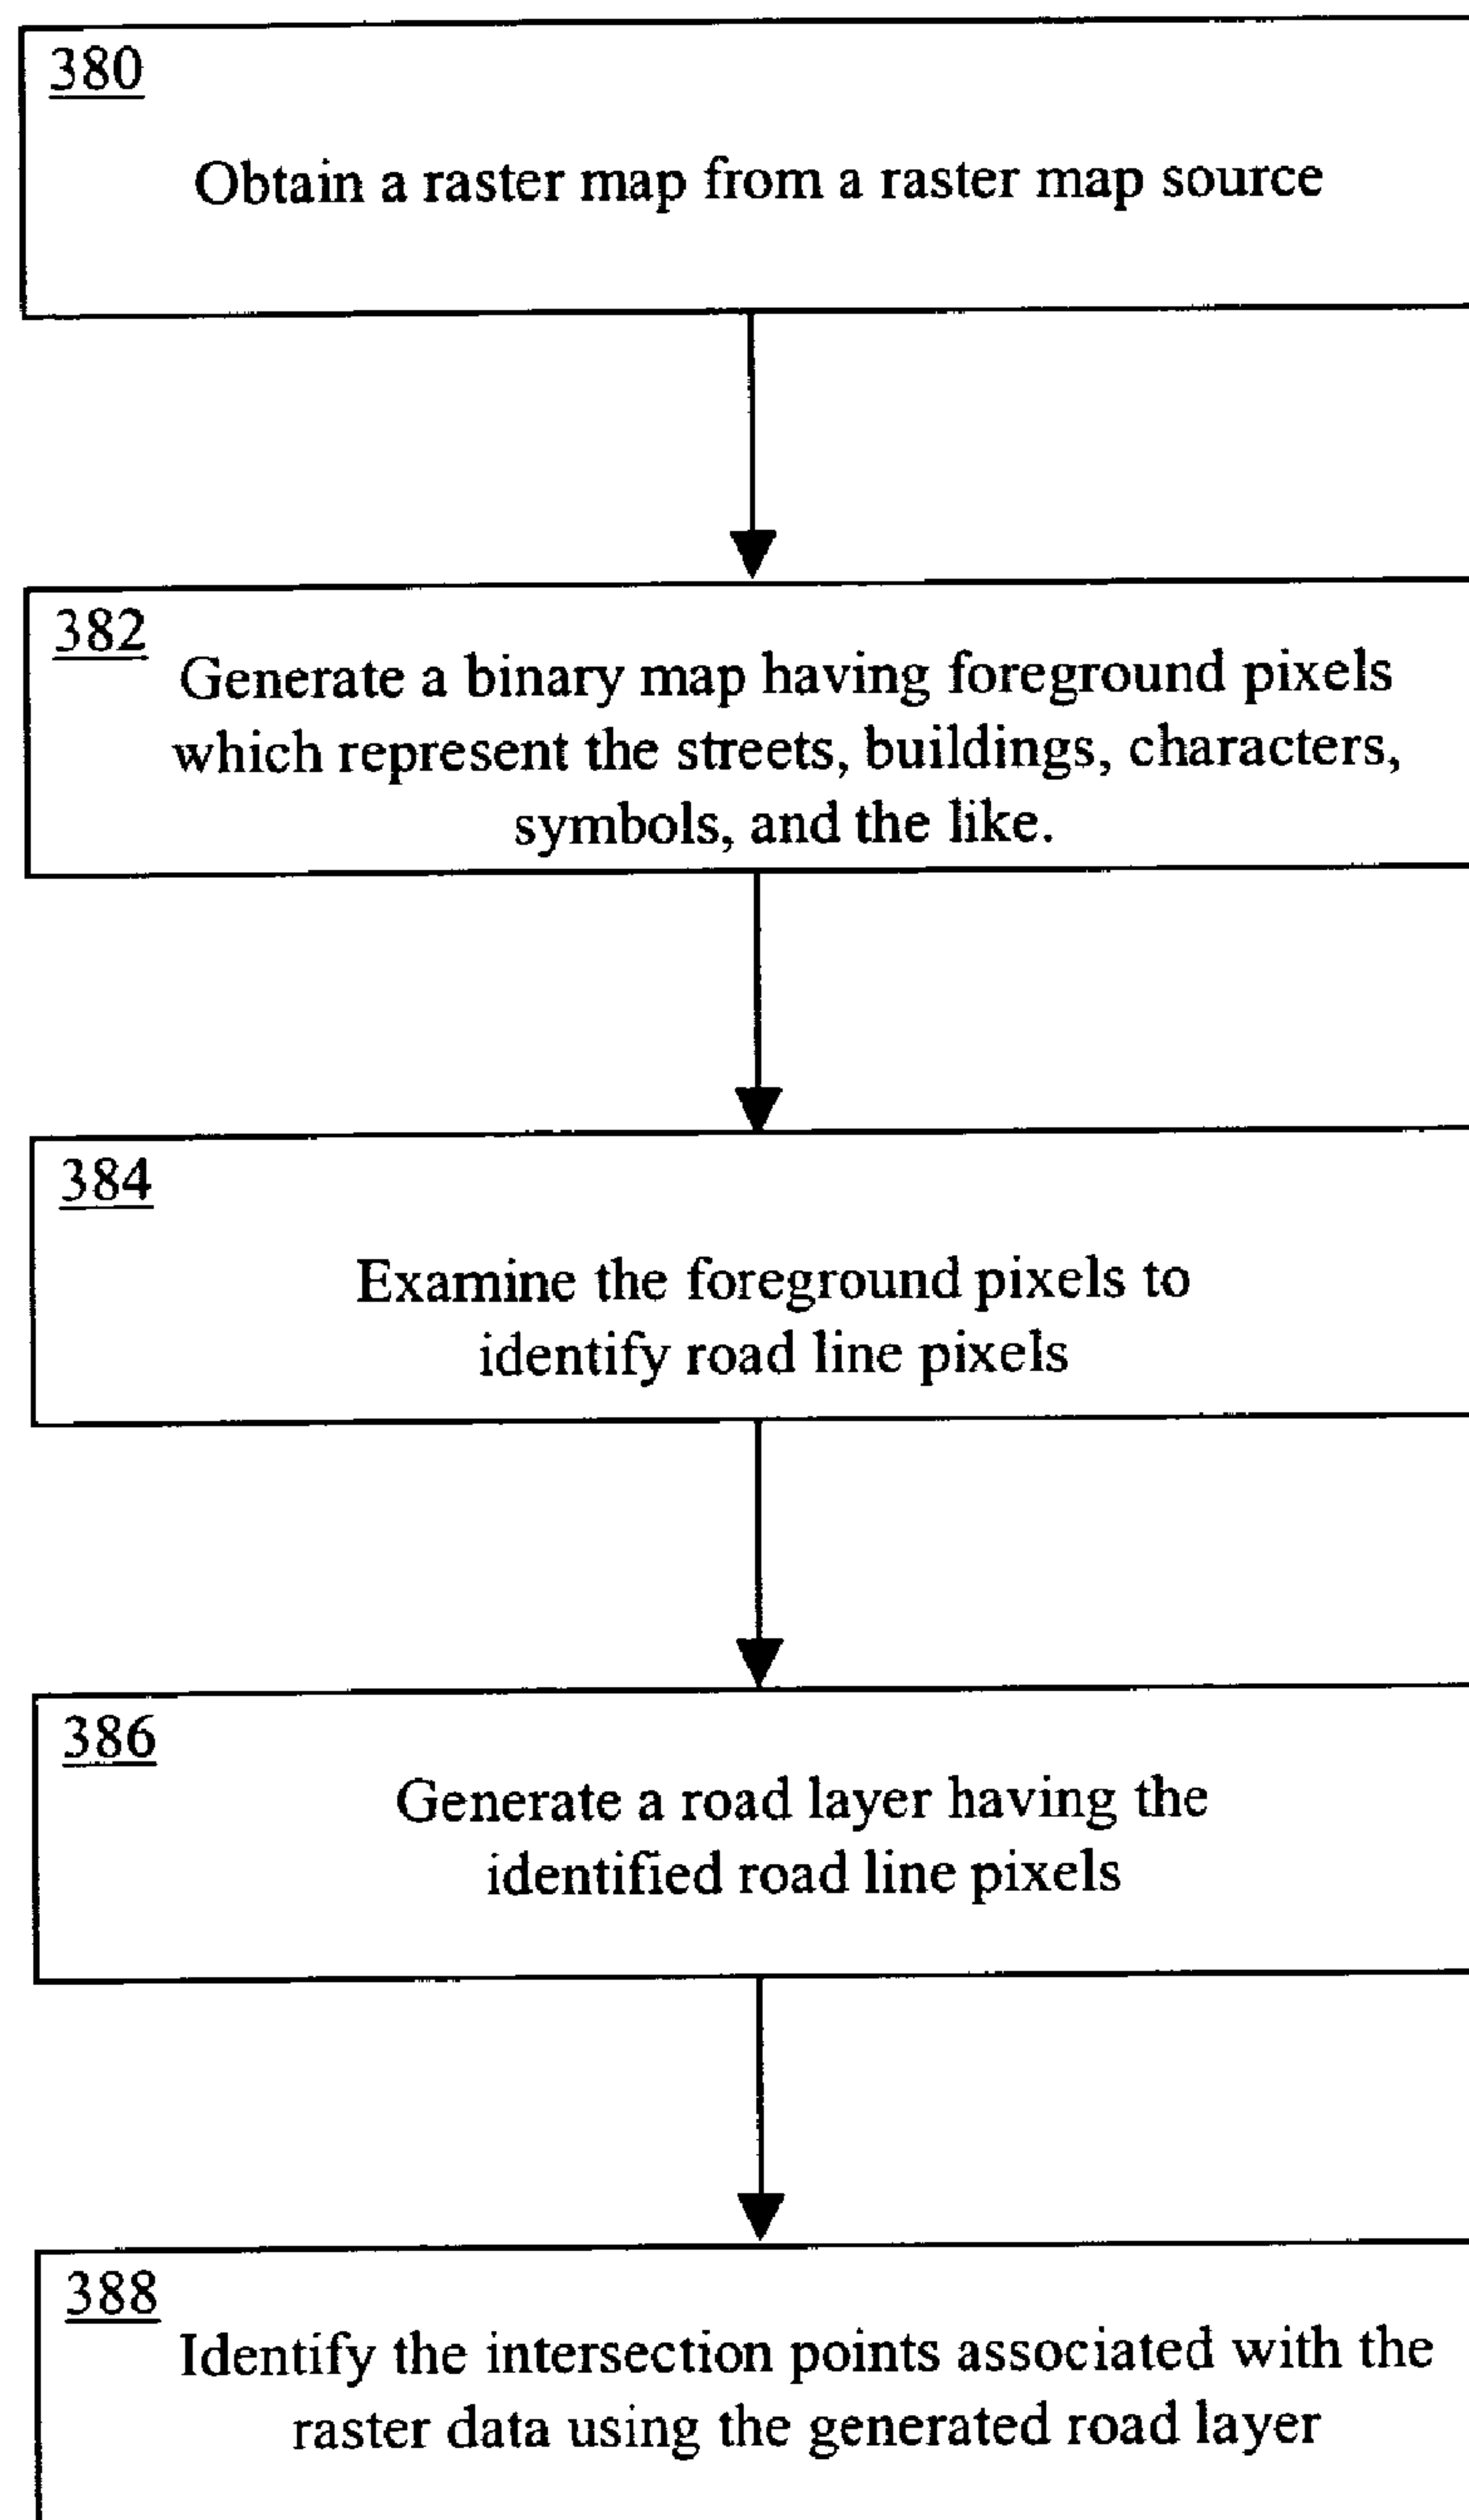 380
Obtain a raster map from a raster map source
382
Generate a binary map having foreground pixels
which represent the streets, buildings, characters,
symbols, and the like.
384
Examine the foreground pixels to
identify road line pixels
386
Generate a road layer having the
identified road line pixels
388
Identify the intersection points associated with the
raster data using the generated road layer